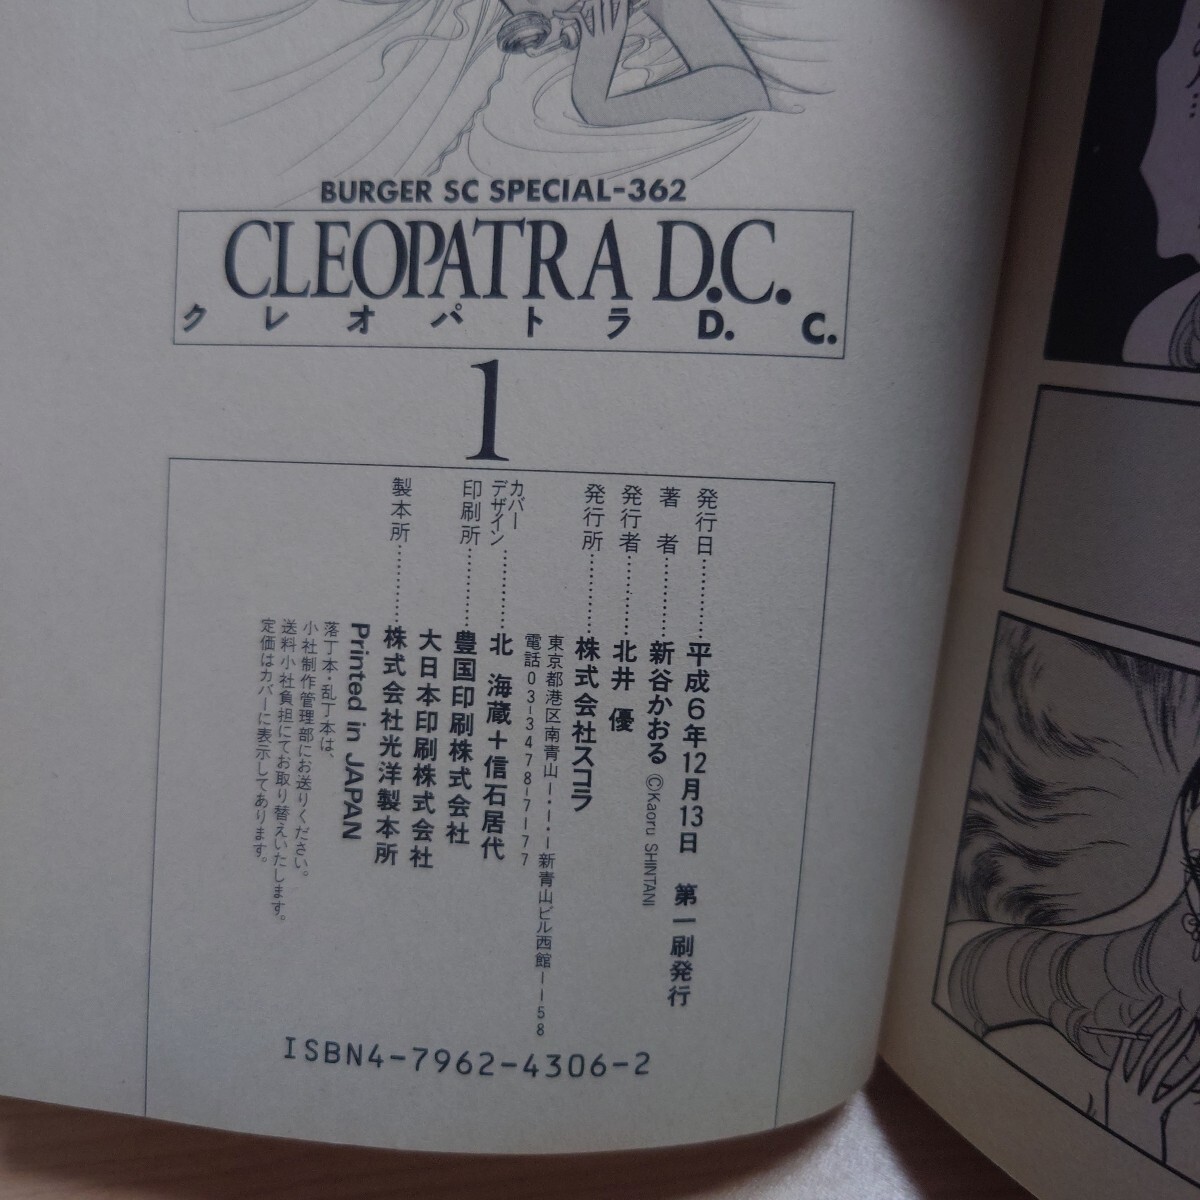 BURGER SC SPECIAL-362
CLEOPATRA D.C.
クレオパトラD.C.
1
発行日…………平成6年12月13日 第一刷発行
著 者…………新谷かおる ©Kaoru SHINTANI
発行者…………北井 優
発行所…………株式会社スコラ
東京都港区南青山1-1-1新青山ビル西館1158
電話03-3478-7177
カバー
デザイン…………北 海蔵+信石居代
印刷所…………豊国印刷株式会社
大日本印刷株式会社
製本所…………株式会社光洋製本所
Printed in JAPAN
落丁本・乱丁本は、
小社制作管理部にお送りください。
送料小社負担にてお取り替えいたします。
定価はカバーに表示してあります。
ISBN4-7962-4306-2